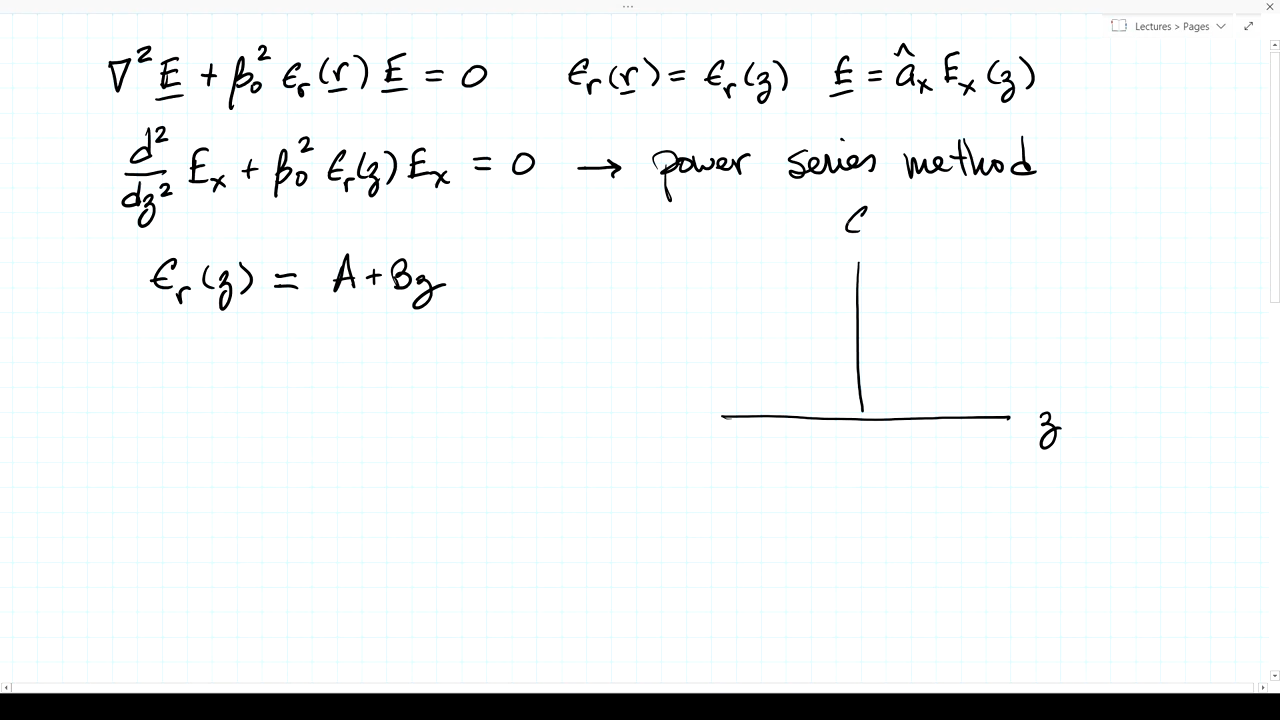 ∇² E + β₀² ϵᵣ(r) E = 0 ϵᵣ(r) = ϵᵣ(z) E = âₓ Eₓ(z)
d²/dz² Eₓ + β₀² ϵᵣ(z) Eₓ = 0 → power series method
ϵᵣ(z) = A + Bz
z
Lectures > Pages